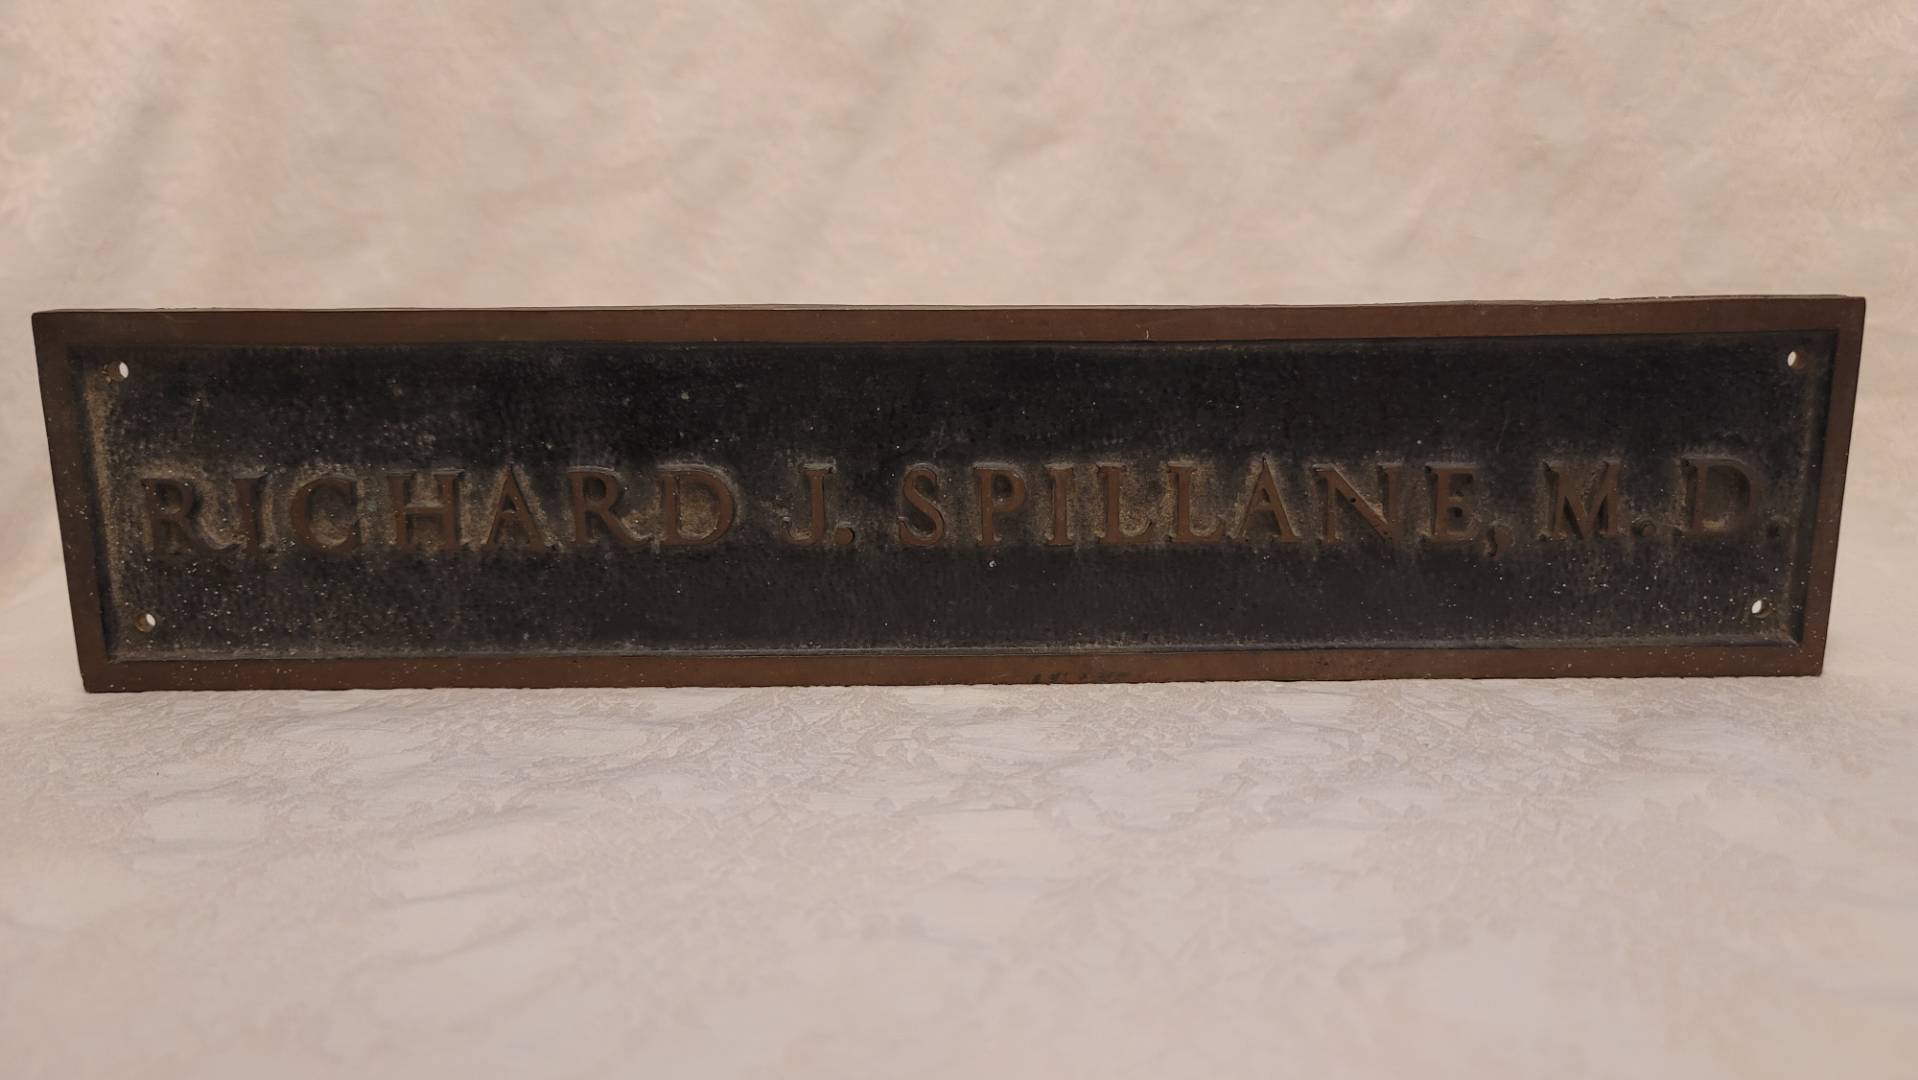 RICHARD J. SPILLANE, M.D.